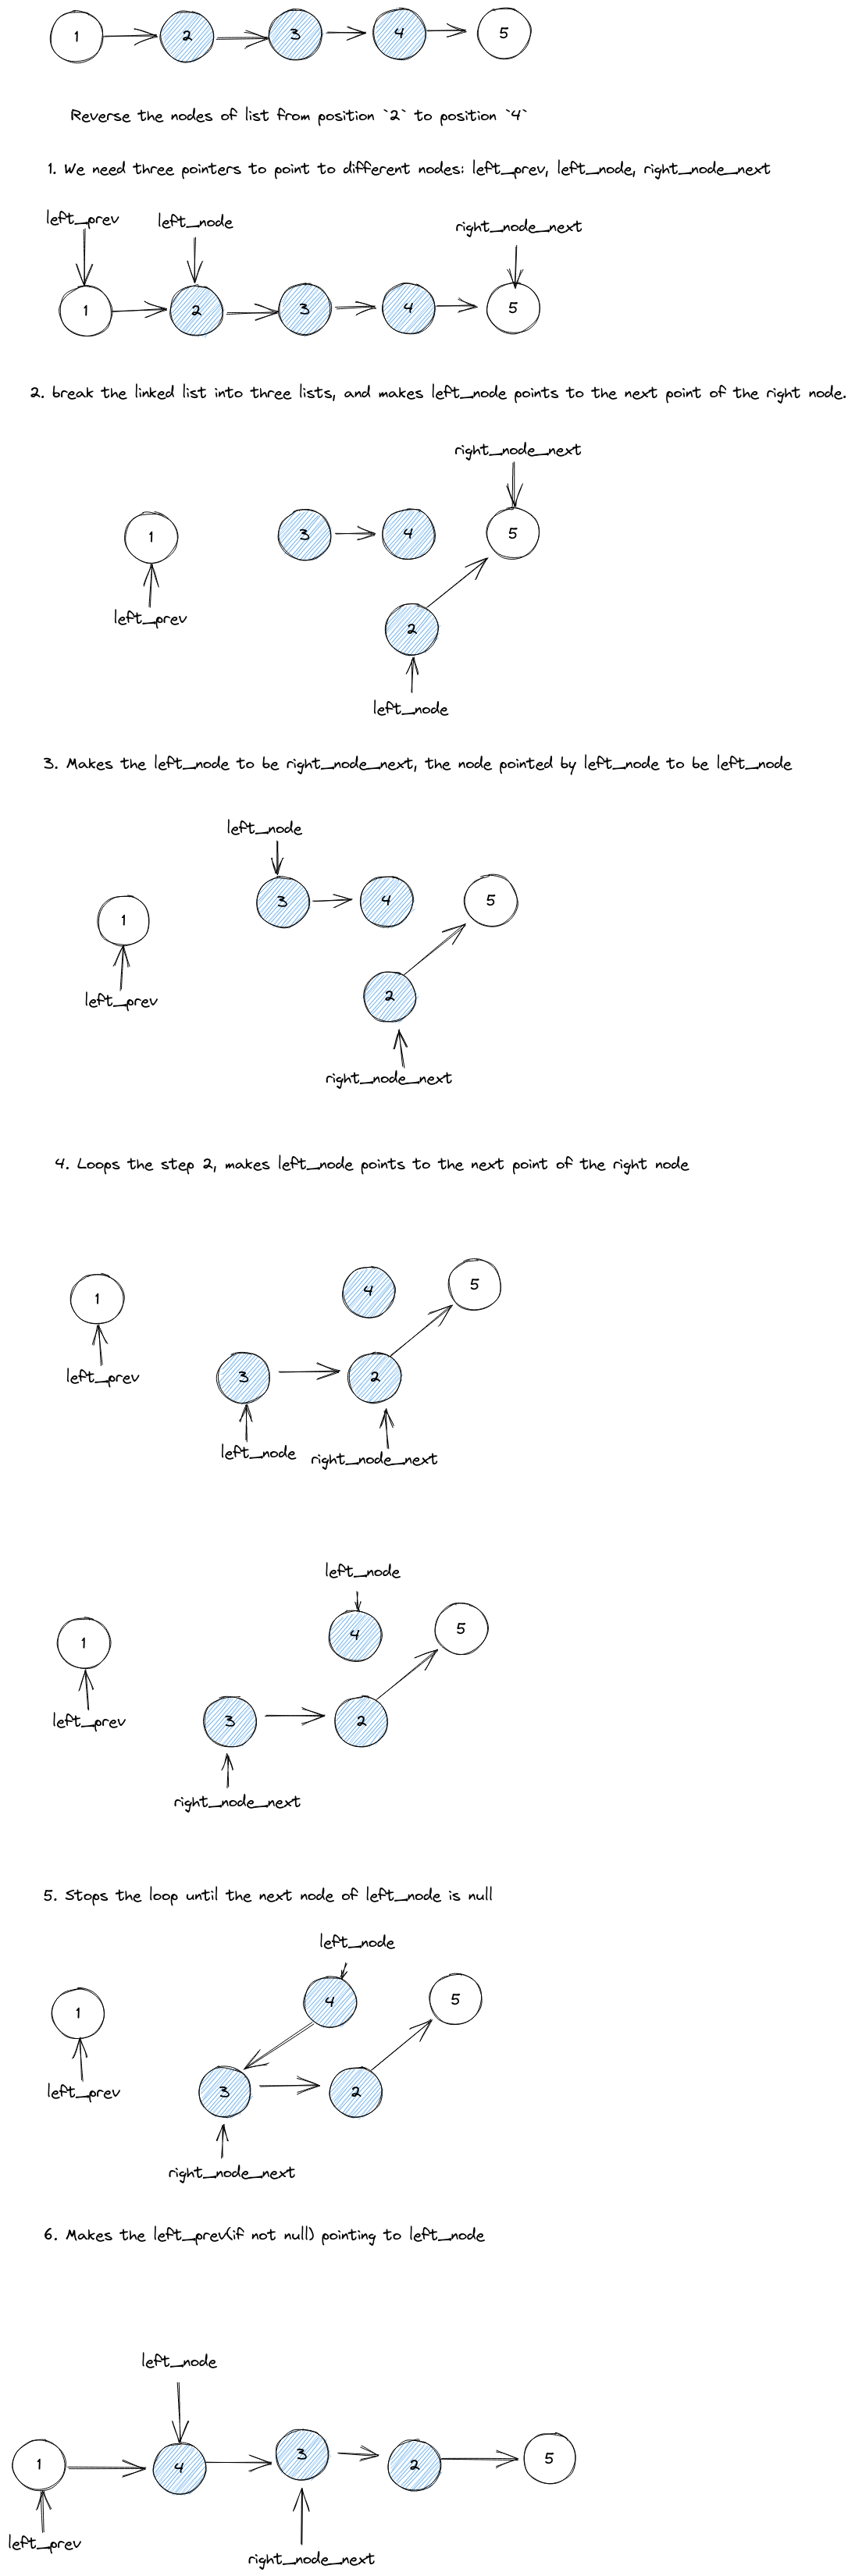 1 2 3 4 5
Reverse the nodes of list from position `2` to position `4`
1. We need three pointers to point to different nodes: left_prev, left_node, right_node_next
left_prev left_node right_node_next
1 2 3 4 5
2. break the linked list into three lists, and makes left_node points to the next point of the right node.
right_node_next
1 3 4 5
left_prev
2
left_node
3. Makes the left_node to be right_node_next, the node pointed by left_node to be left_node
left_node
1 3 4 5
left_prev
2
right_node_next
4. Loops the step 2, makes left_node points to the next point of the right node
1 4 5
left_prev 3 2
left_node right_node_next
left_node
1 4 5
left_prev 3 2
right_node_next
5. Stops the loop until the next node of left_node is null
left_node
1 4 5
left_prev 3 2
right_node_next
6. Makes the left_prev(if not null) pointing to left_node
left_node
1 4 3 2 5
left_prev
right_node_next